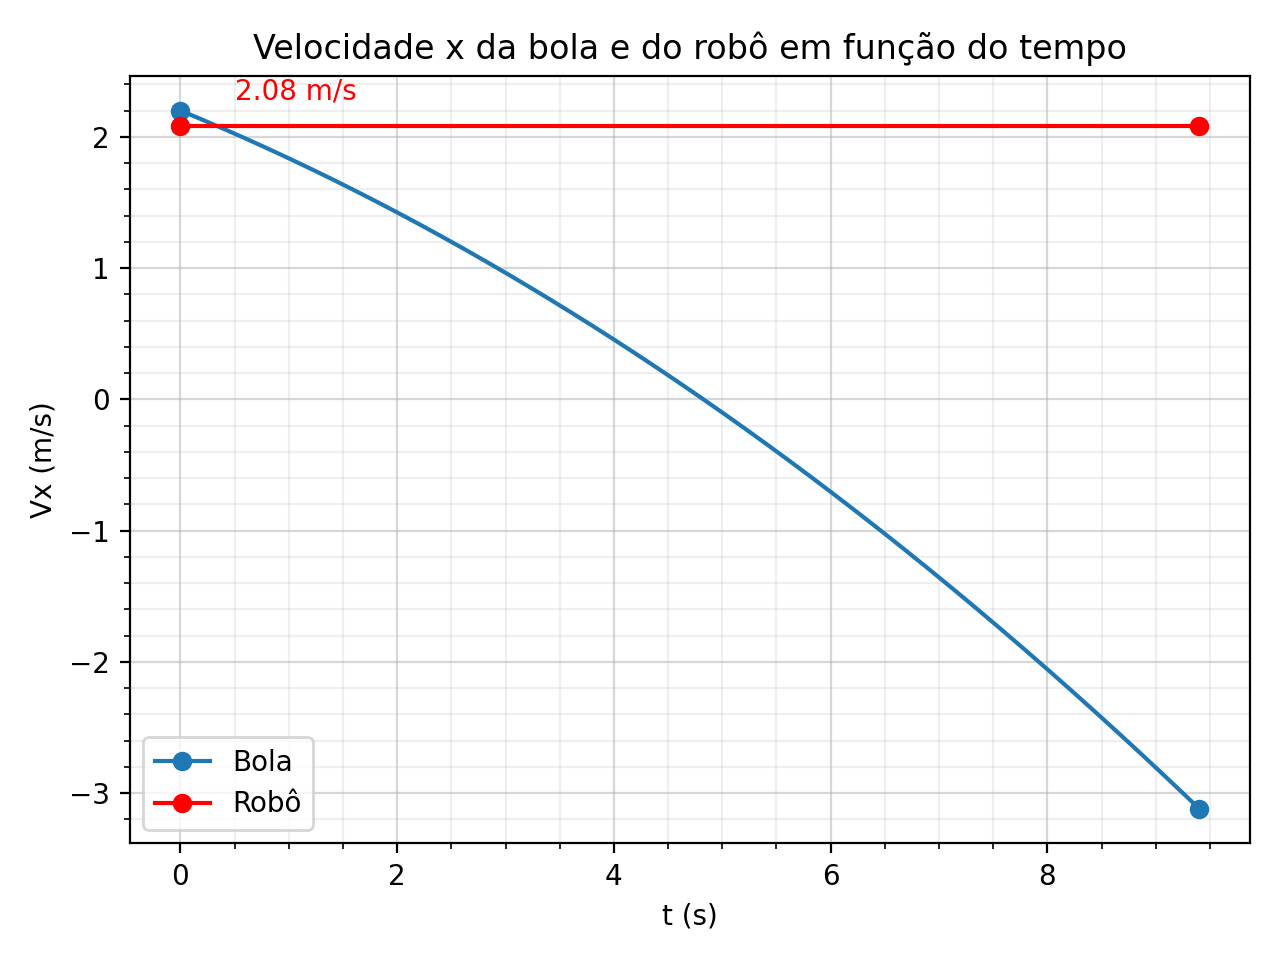 Velocidade x da bola e do robô em função do tempo
2.08 m/s
2
1
0
−1
−2
−3
Vx (m/s)
Bola
Robô
0 2 4 6 8
t (s)